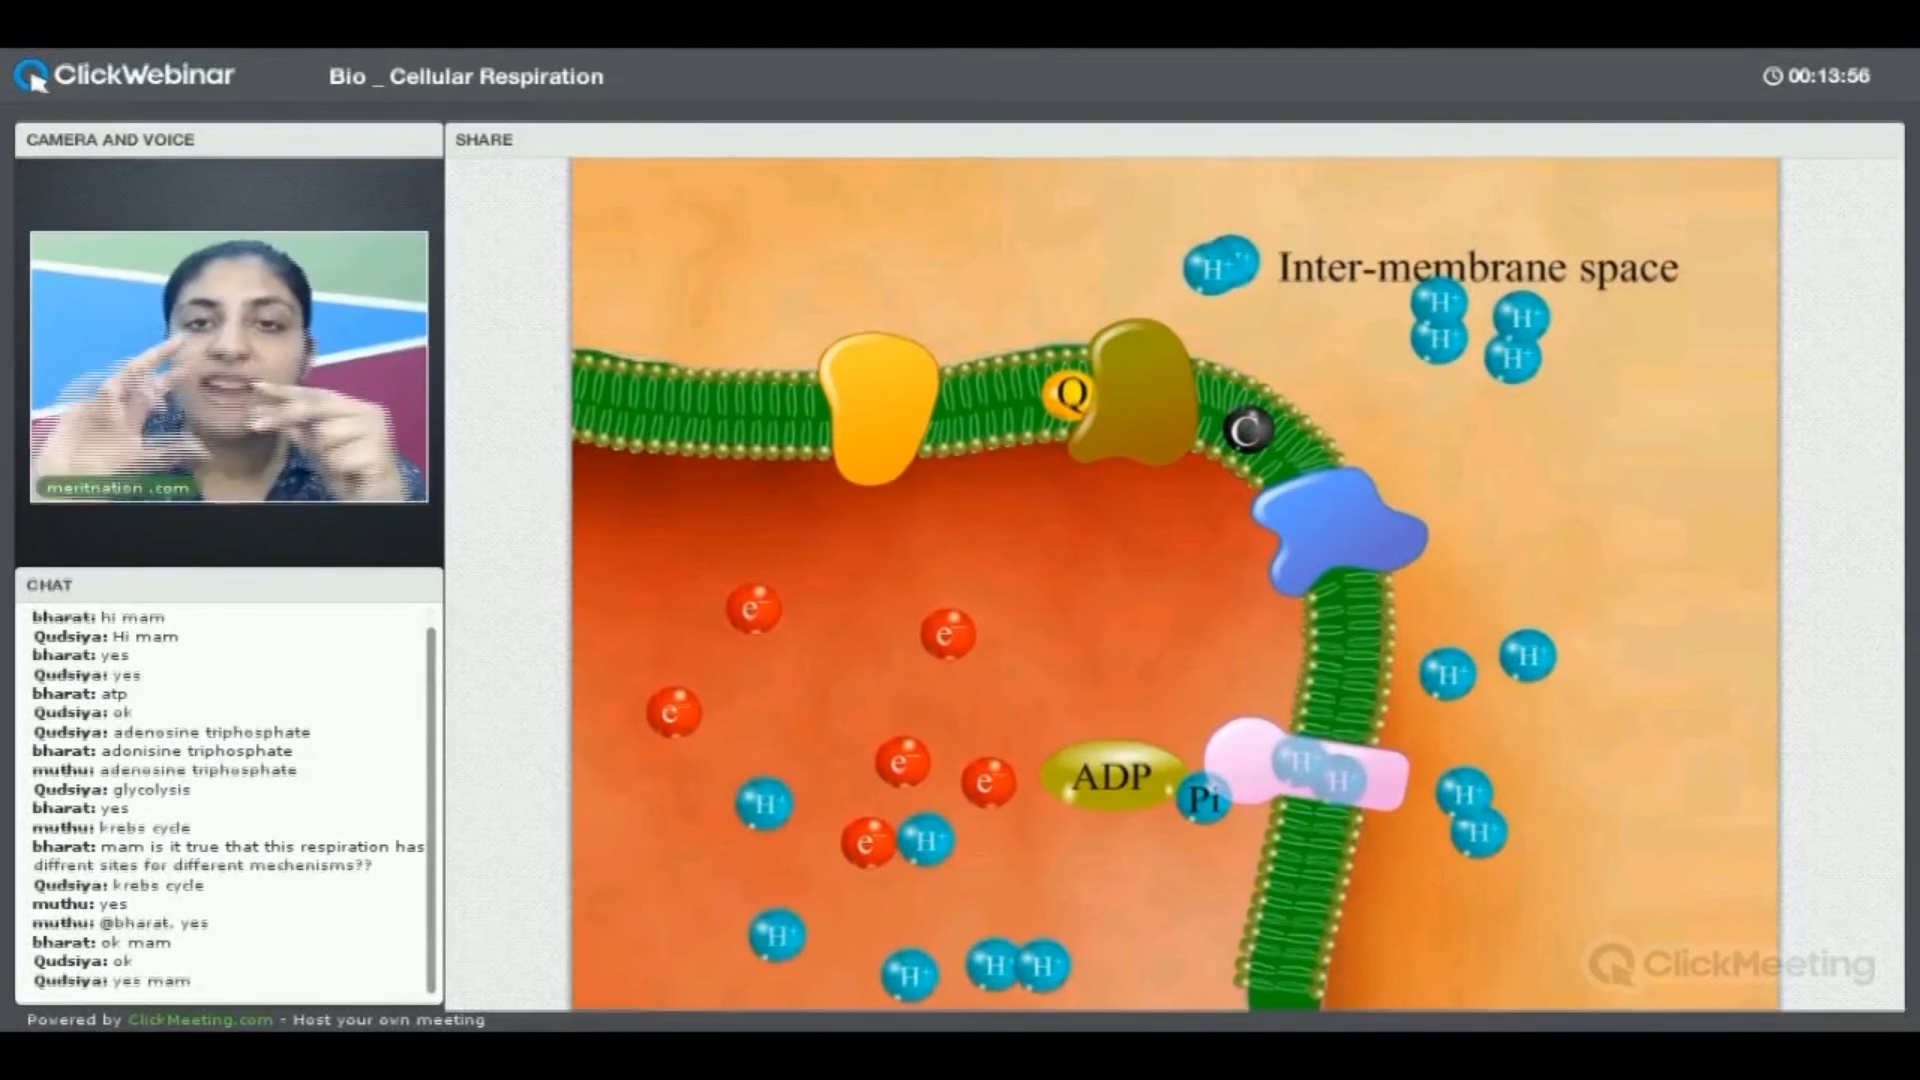 ClickWebinar
Bio _ Cellular Respiration
00:13:56
CAMERA AND VOICE
SHARE
meritnation .com
CHAT
bharat: hi mam
Qudsiya: Hi mam
bharat: yes
Qudsiya: yes
bharat: atp
Qudsiya: ok
Qudsiya: adenosine triphosphate
bharat: adonisine triphosphate
muthu: adenosine triphosphate
Qudsiya: glycolysis
bharat: yes
muthu: krebs cycle
bharat: mam is it true that this respiration has
diffrent sites for different mechenisms??
Qudsiya: krebs cycle
muthu: yes
muthu: @bharat, yes
bharat: ok mam
Qudsiya: ok
Qudsiya: yes mam
H⁺
Inter-membrane space
H⁺
H⁺
H⁺
H⁺
Q
C
e⁻
e⁻
H⁺
H⁺
e⁻
e⁻
e⁻
ADP
Pi
H⁺
H⁺
H⁺
H⁺
H⁺
e⁻
H⁺
H⁺
H⁺
H⁺
H⁺
ClickMeeting
Powered by ClickMeeting.com - Host your own meeting